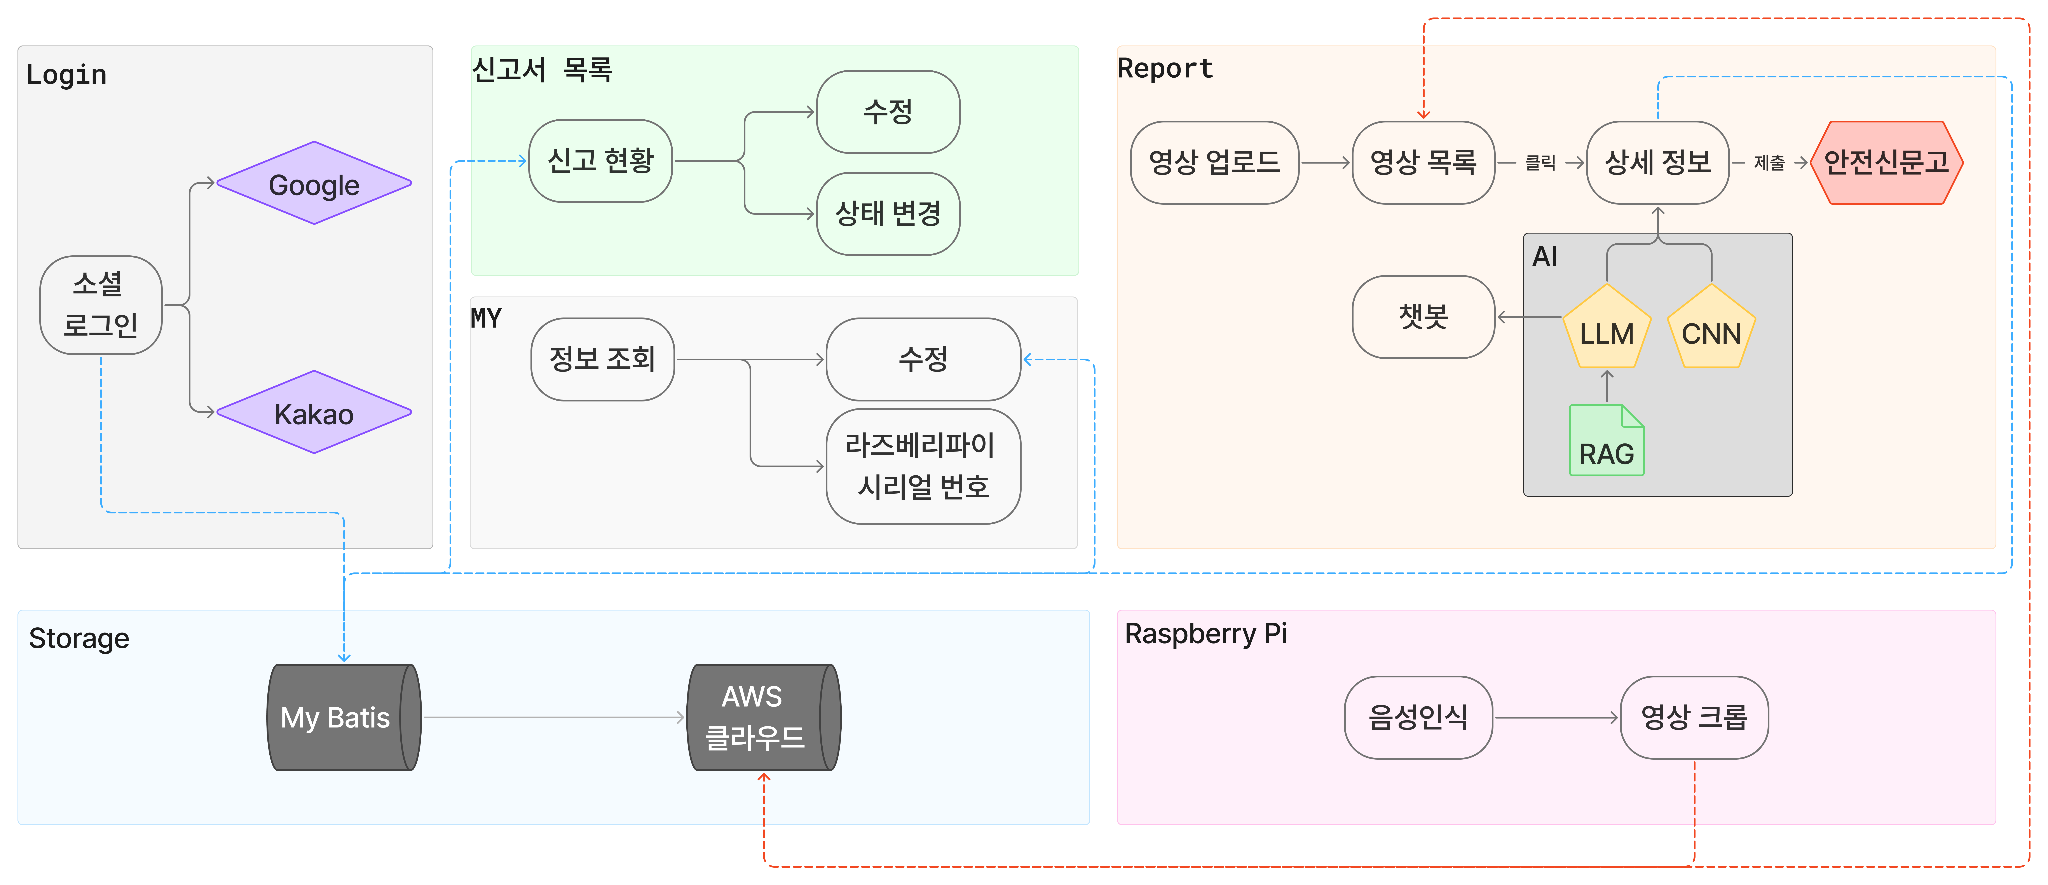 Login
소셜
로그인
Google
Kakao
신고서 목록
신고 현황
수정
상태 변경
MY
정보 조회
수정
라즈베리파이
시리얼 번호
Report
영상 업로드
영상 목록
클릭
상세 정보
제출
안전신문고
AI
챗봇
LLM
CNN
RAG
Storage
My Batis
AWS
클라우드
Raspberry Pi
음성인식
영상 크롭